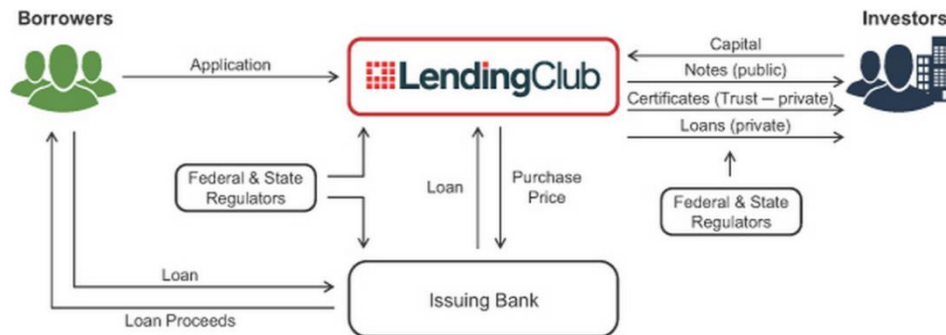 Borrowers
Investors
Application
LendingClub
Capital
Notes (public)
Certificates (Trust — private)
Loans (private)
Federal & State
Regulators
Loan
Purchase
Price
Federal & State
Regulators
Loan
Issuing Bank
Loan Proceeds